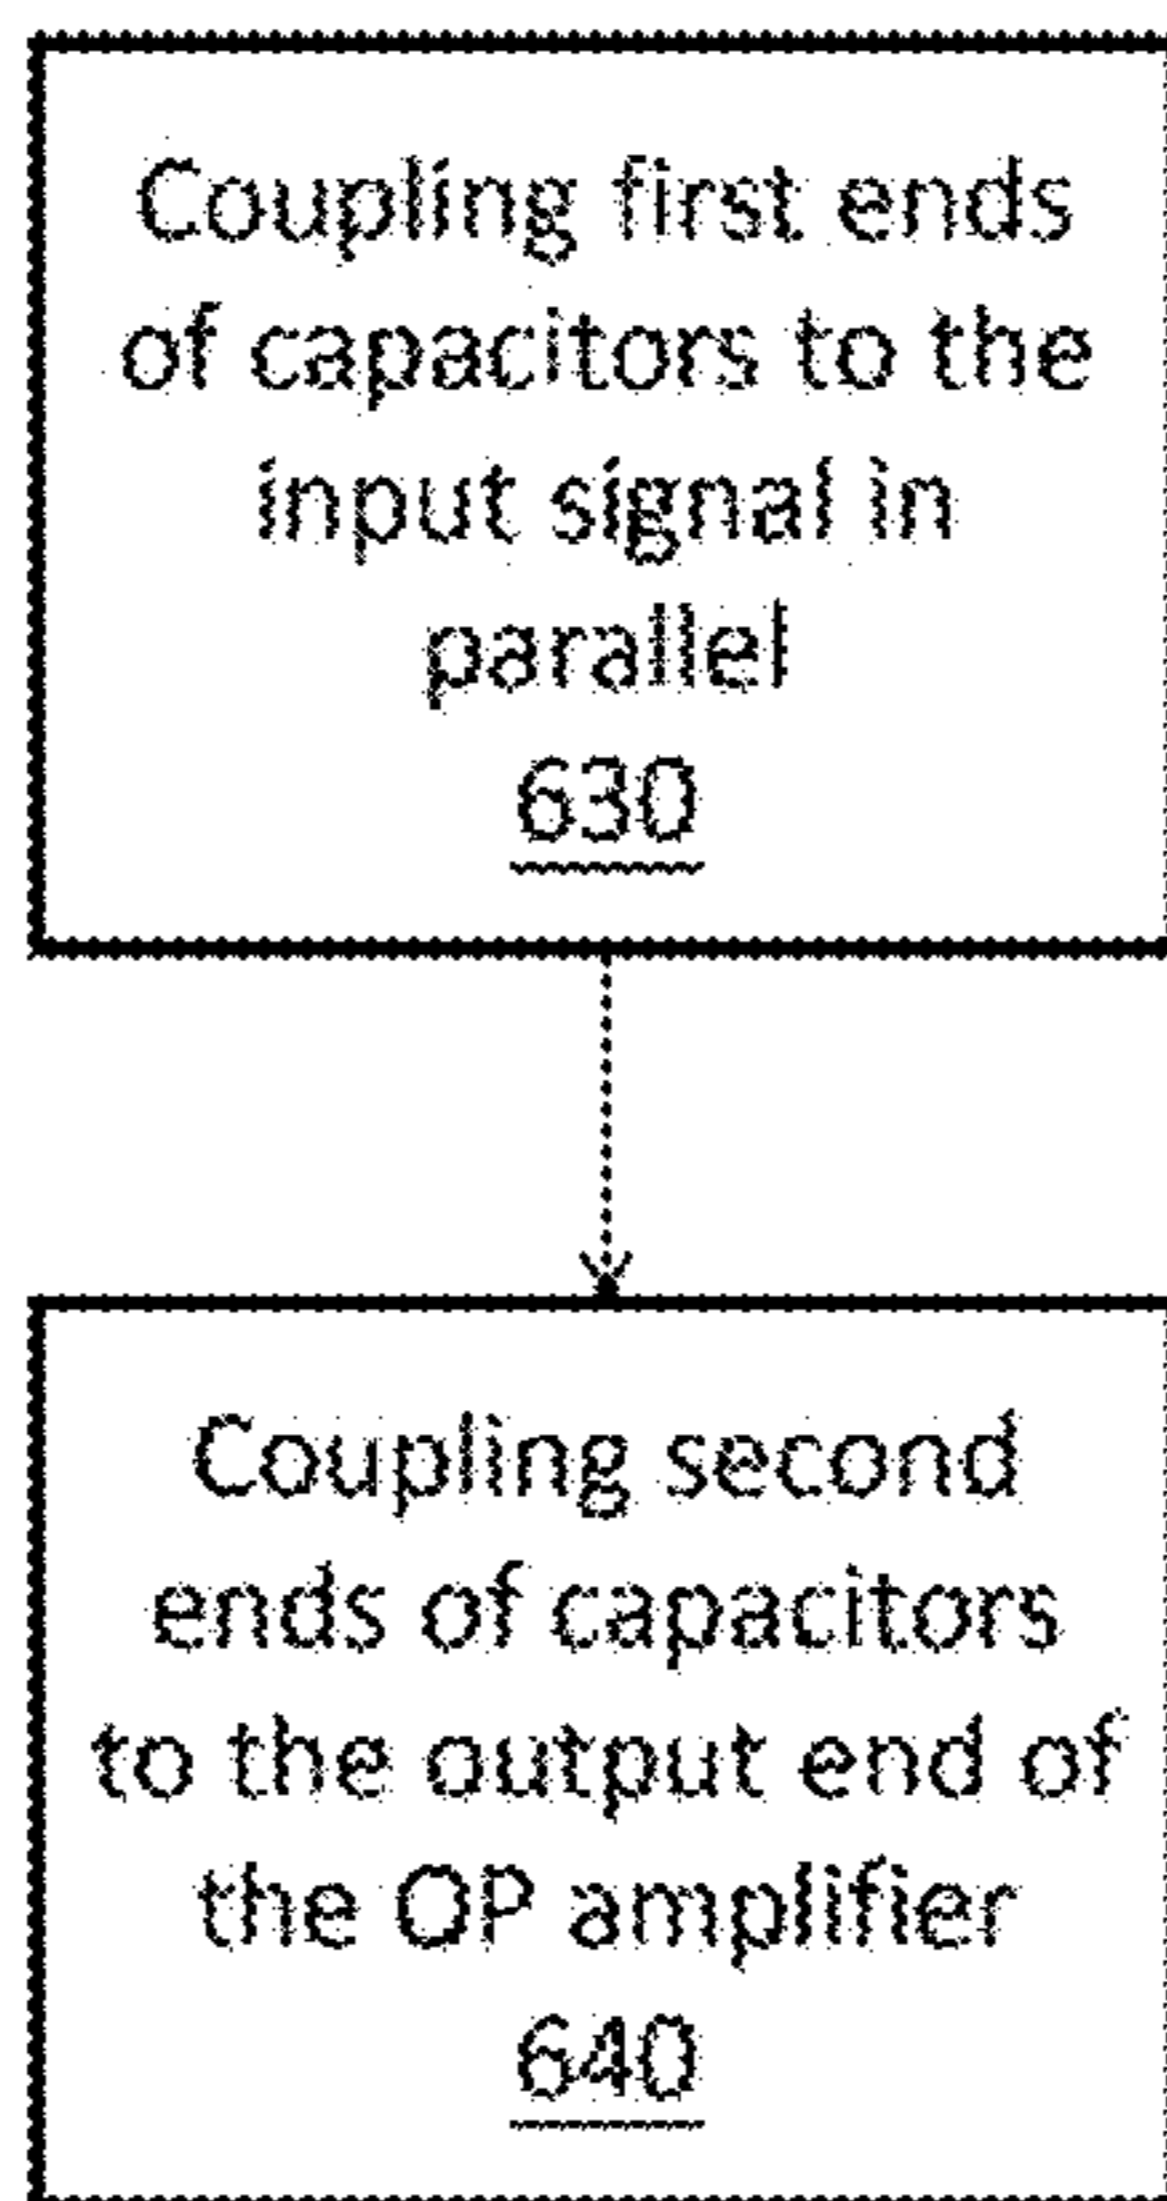 Coupling first ends
of capacitors to the
input signal in
parallel
630
Coupling second
ends of capacitors
to the output end of
the OP amplifier
640